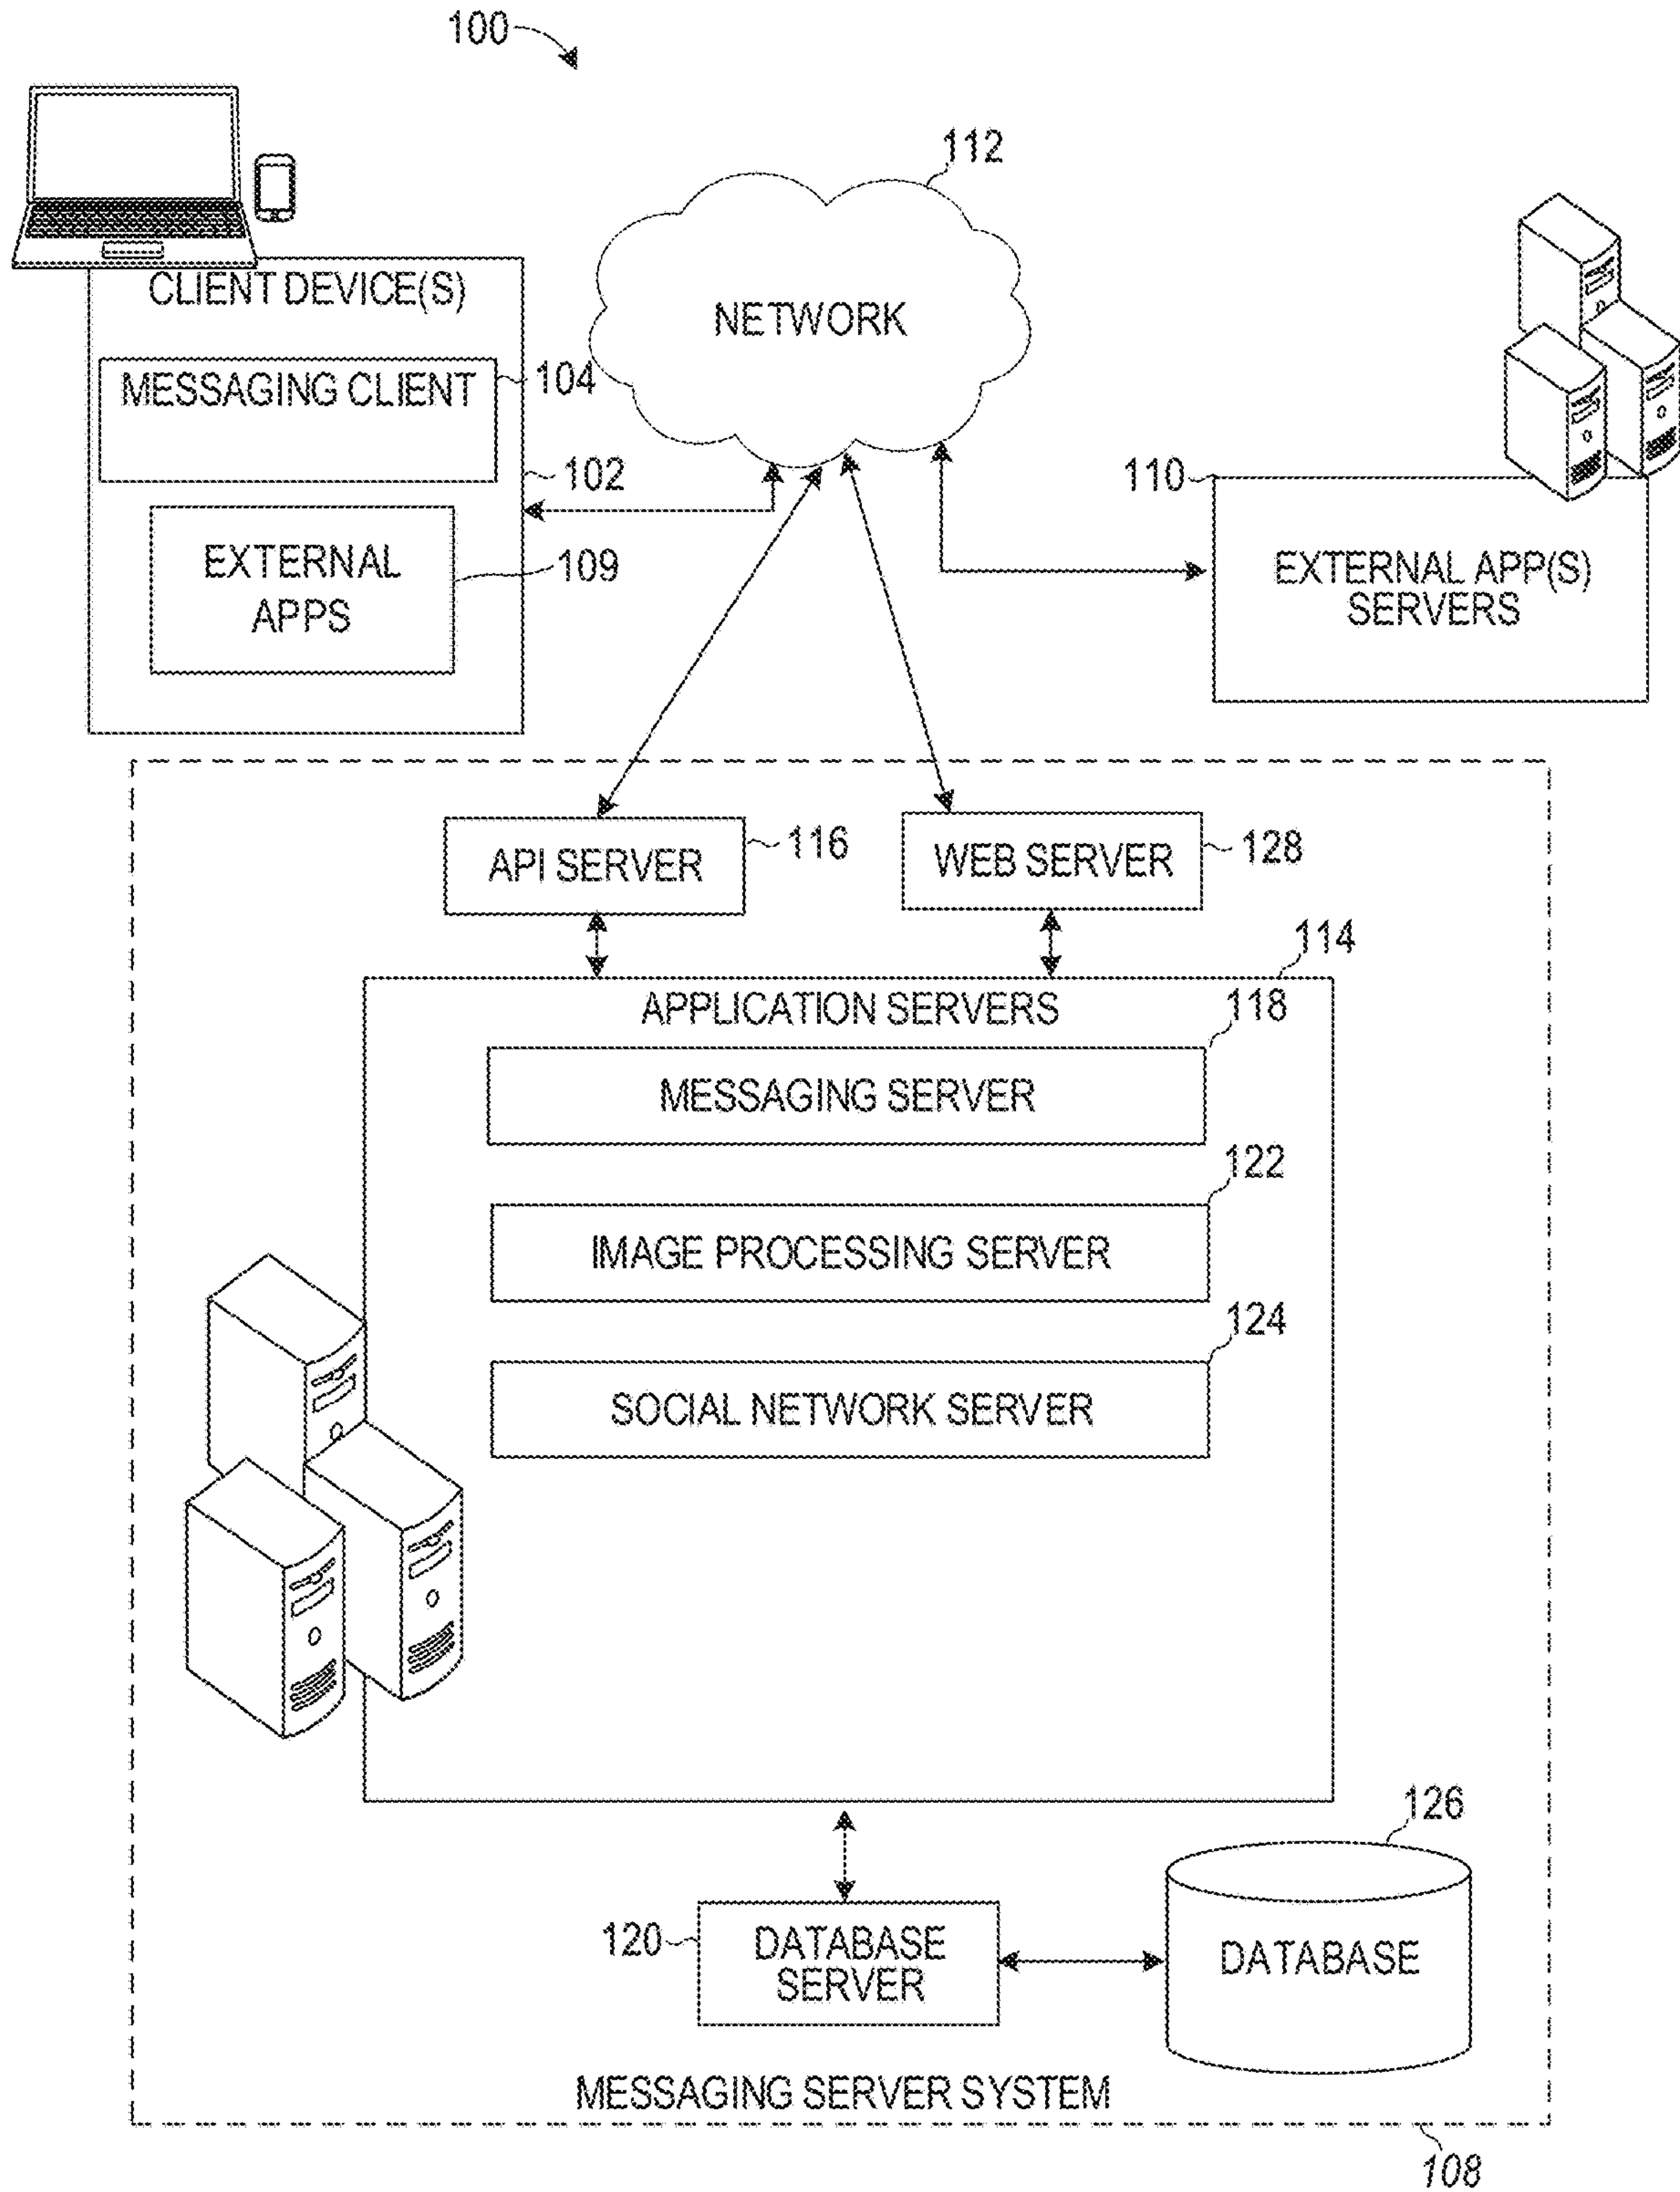 100
112
CLIENT DEVICE(S)
NETWORK
MESSAGING CLIENT
104
102
110
EXTERNAL
APPS
109
EXTERNAL APP(S)
SERVERS
API SERVER
116
WEB SERVER
128
114
APPLICATION SERVERS
118
MESSAGING SERVER
122
IMAGE PROCESSING SERVER
124
SOCIAL NETWORK SERVER
126
120
DATABASE
SERVER
DATABASE
MESSAGING SERVER SYSTEM
108